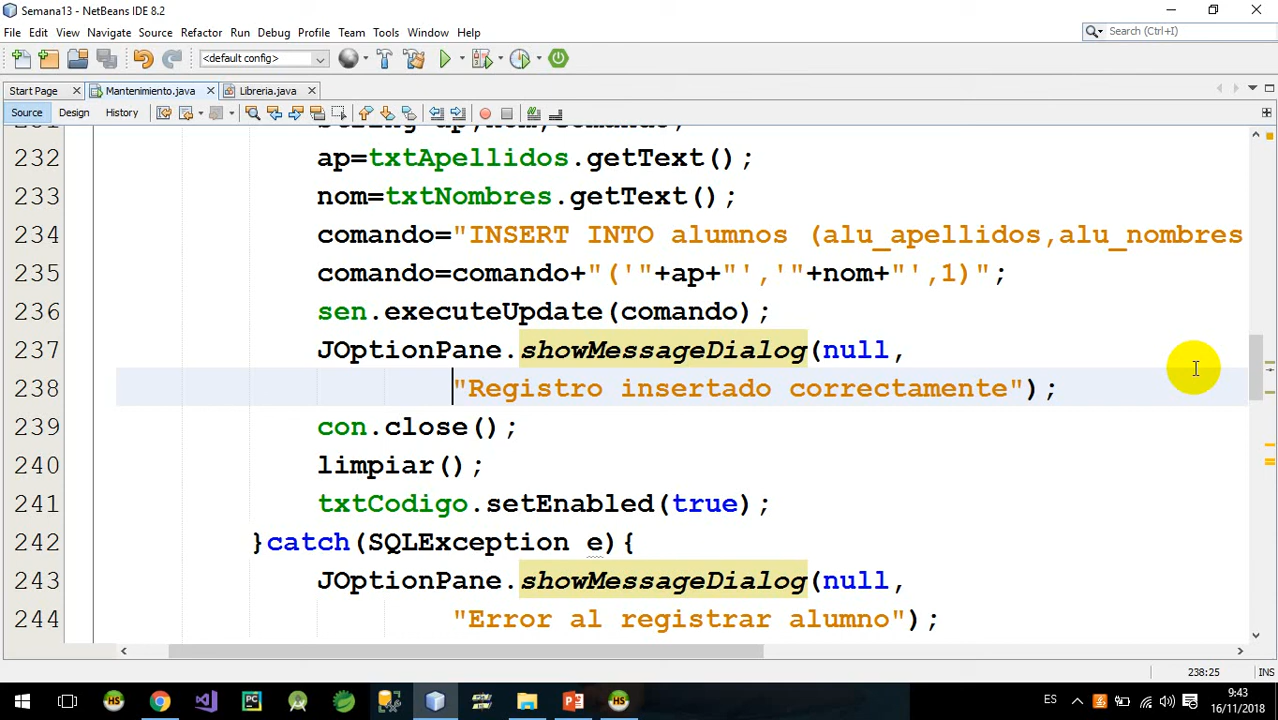 Semana13 - NetBeans IDE 8.2
File Edit View Navigate Source Refactor Run Debug Profile Team Tools Window Help
Search (Ctrl+I)
<default config>
Start Page Mantenimiento.java Libreria.java
Source Design History
String ap,nom,comando;
232 ap=txtApellidos.getText();
233 nom=txtNombres.getText();
234 comando="INSERT INTO alumnos (alu_apellidos,alu_nombres
235 comando=comando+"('"+ap+"','"+nom+"',1)";
236 sen.executeUpdate(comando);
237 JOptionPane.showMessageDialog(null,
238 "Registro insertado correctamente");
239 con.close();
240 limpiar();
241 txtCodigo.setEnabled(true);
242 }catch(SQLException e){
243 JOptionPane.showMessageDialog(null,
244 "Error al registrar alumno");
238:25 INS
ES 9:43
16/11/2018